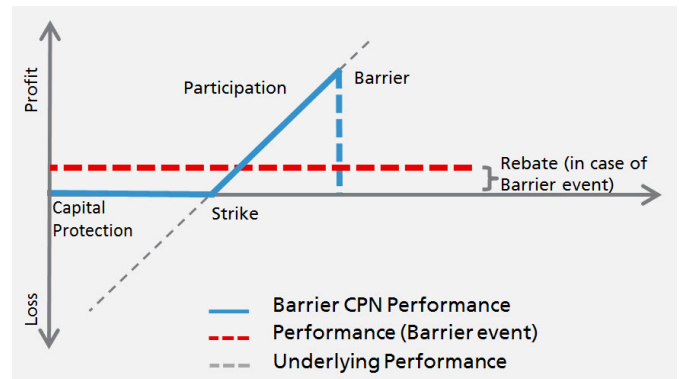 Profit
Participation
Barrier
Rebate (in case of
Barrier event)
Capital
Protection
Strike
Loss
Barrier CPN Performance
Performance (Barrier event)
Underlying Performance